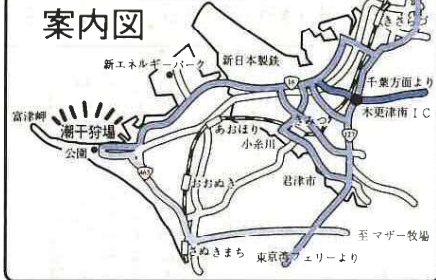 案内図
きさらづ
新日本製鉄
新エネルギーパーク
16
千葉方面より
木更津南IC
富津岬
潮干狩場
公園
あおほり
きみつ
小糸川
127
465
おおぬき
君津市
至マザー牧場
さぬきまち
東京湾フェリーより